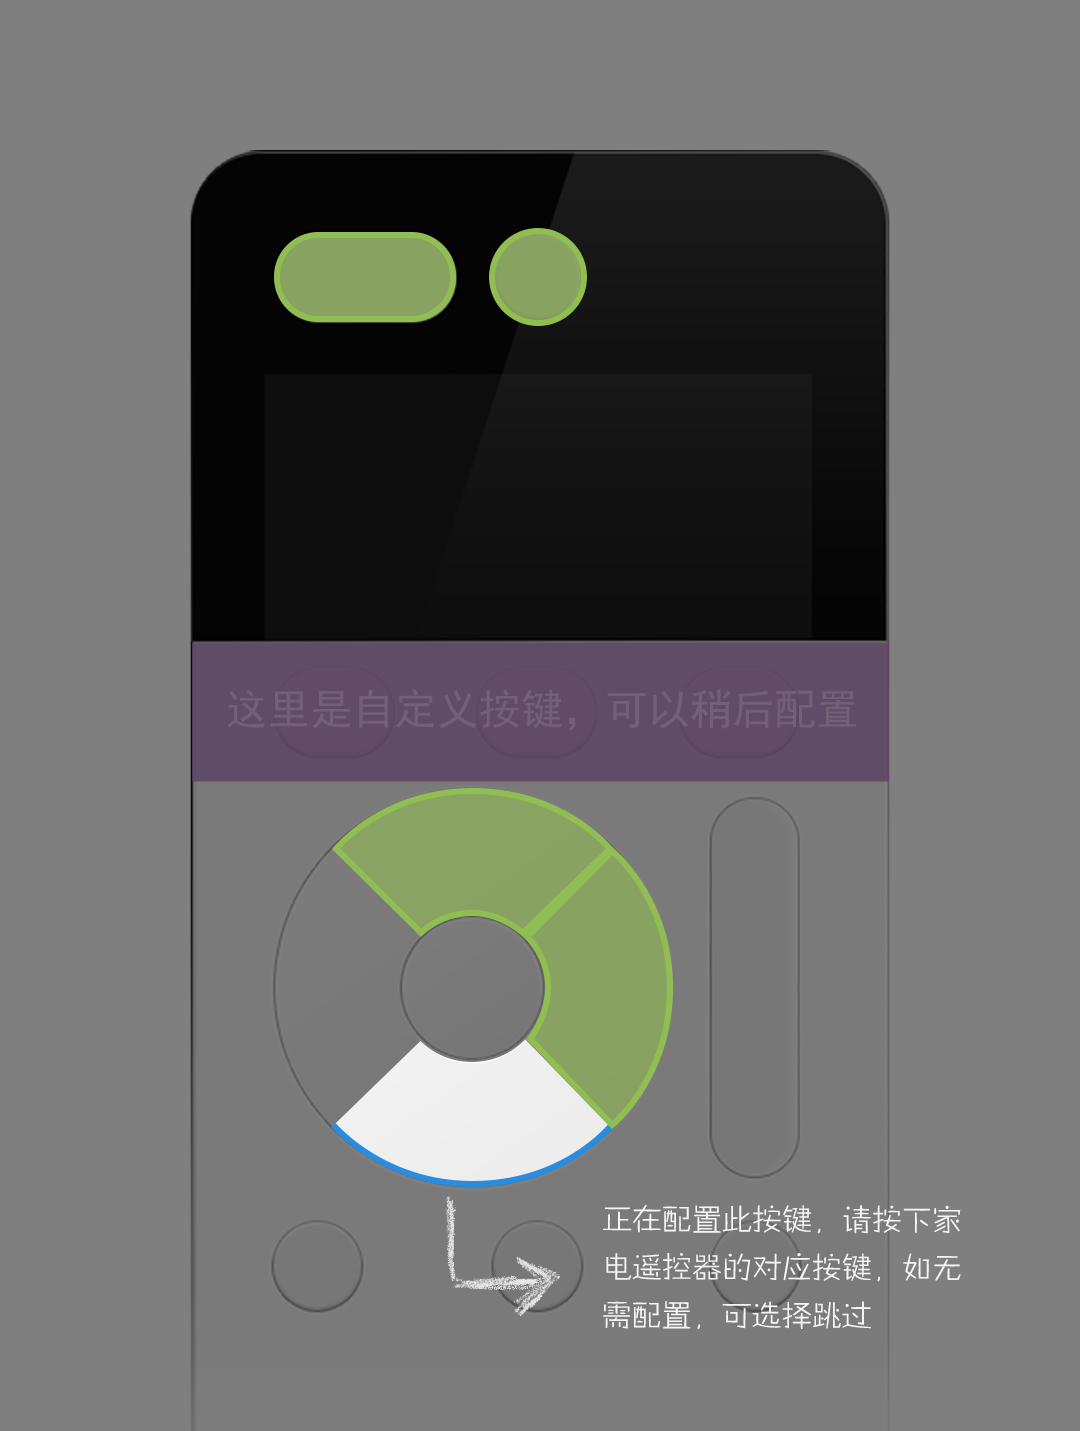 这里是自定义按键，可以稍后配置
正在配置此按键，请按下家
电遥控器的对应按键，如无
需配置，可选择跳过